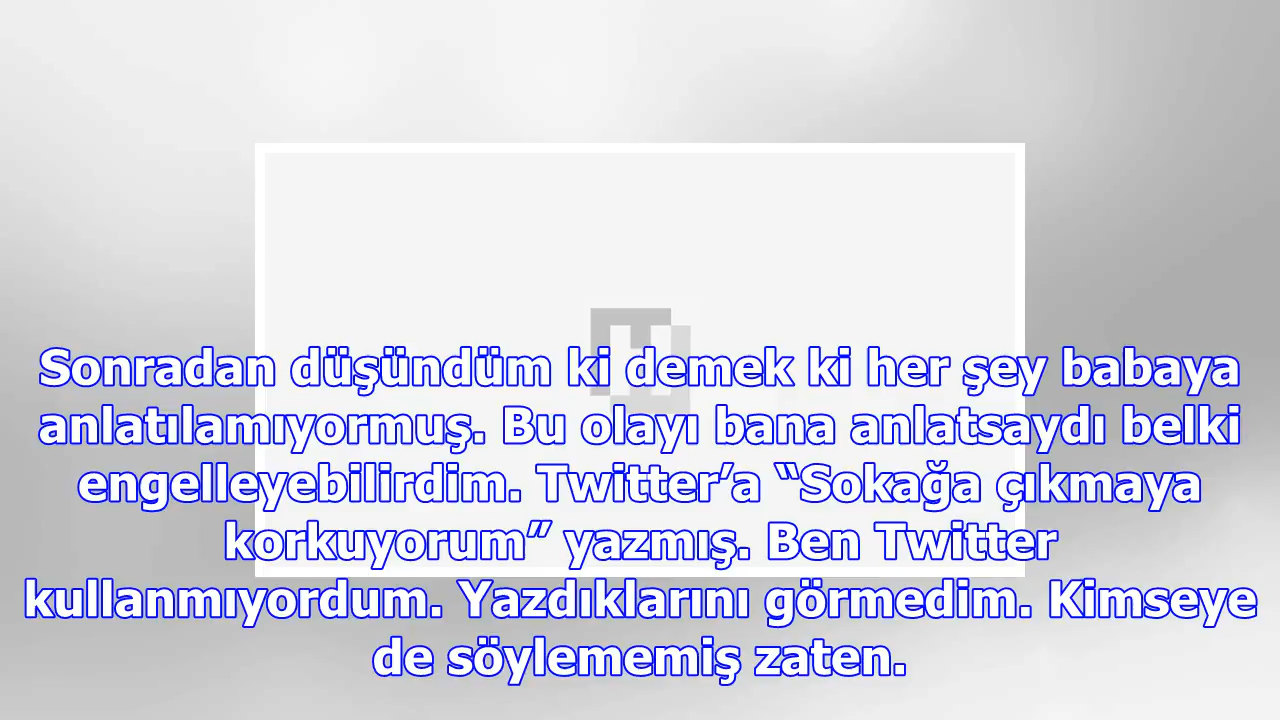 Sonradan düşündüm ki demek ki her şey babaya
anlatılamıyormuş. Bu olayı bana anlatsaydı belki
engelleyebilirdim. Twitter’a “Sokağa çıkmaya
korkuyorum” yazmış. Ben Twitter
kullanmıyordum. Yazdıklarını görmedim. Kimseye
de söylememiş zaten.